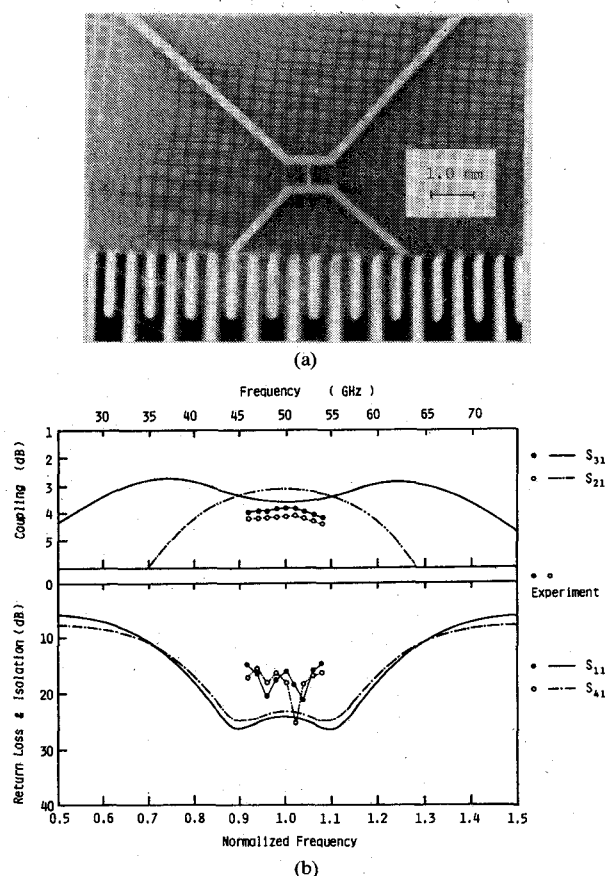 1.0 mm
(a)
Frequency ( GHz )
30 35 40 45 50 55 60 65 70
Coupling (dB)
1
2
3
4
5
S31
S21
Experiment
Return Loss & Isolation (dB)
0
10
20
30
40
S11
S41
0.5 0.6 0.7 0.8 0.9 1.0 1.1 1.2 1.3 1.4 1.5
Normalized Frequency
(b)